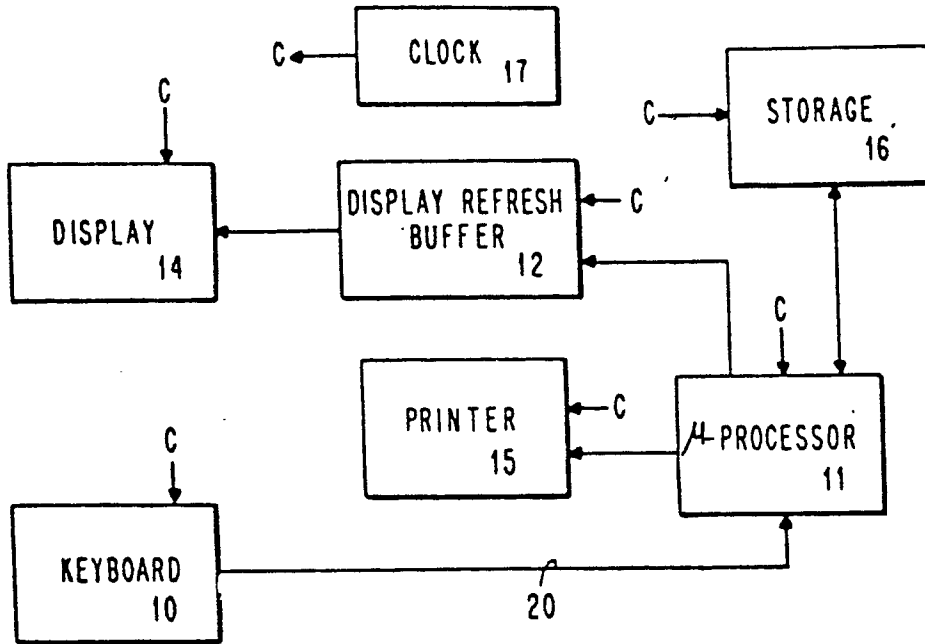 C
CLOCK
17
C
C
STORAGE
16
DISPLAY
14
DISPLAY REFRESH
BUFFER
12
C
C
PRINTER
15
C
μ-PROCESSOR
11
C
KEYBOARD
10
20